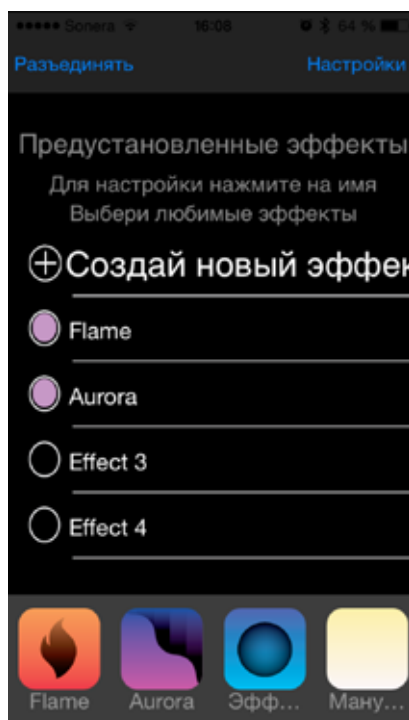 Sonera 16:08 64 %
Разъединять Настройки
Предустановленные эффекты
Для настройки нажмите на имя
Выбери любимые эффекты
Создай новый эффек
Flame
Aurora
Effect 3
Effect 4
Flame Aurora Эфф... Ману...